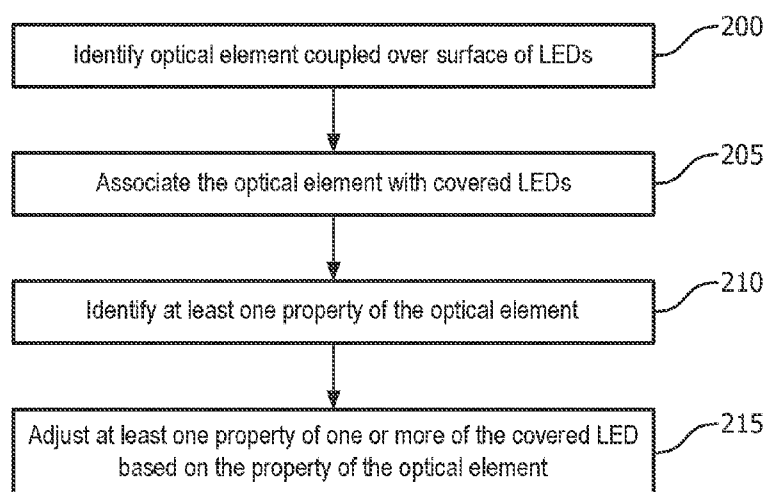 Identify optical element coupled over surface of LEDs
200
Associate the optical element with covered LEDs
205
Identify at least one property of the optical element
210
Adjust at least one property of one or more of the covered LED
based on the property of the optical element
215